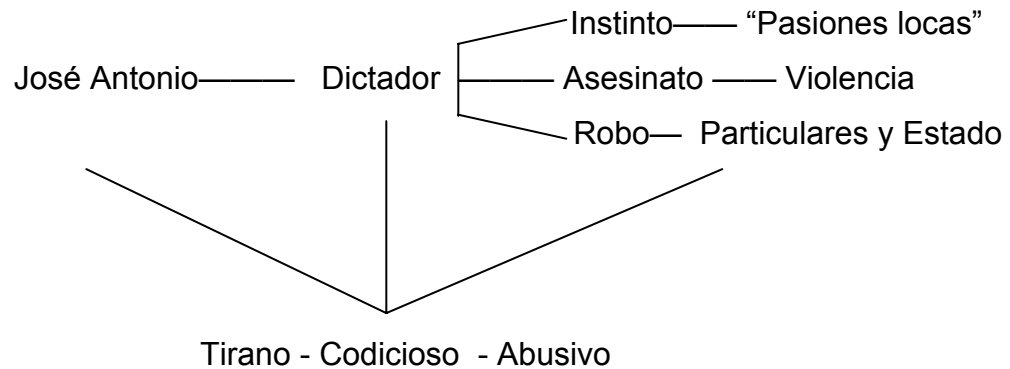 Instinto—— “Pasiones locas”
José Antonio——— Dictador ——— Asesinato —— Violencia
Robo— Particulares y Estado
Tirano - Codicioso - Abusivo